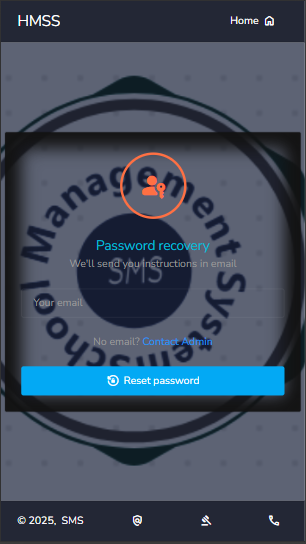 HMSS
Home
Management System
School
SMS
Password recovery
We'll send you instructions in email
Your email
No email? Contact Admin
Reset password
© 2025, SMS